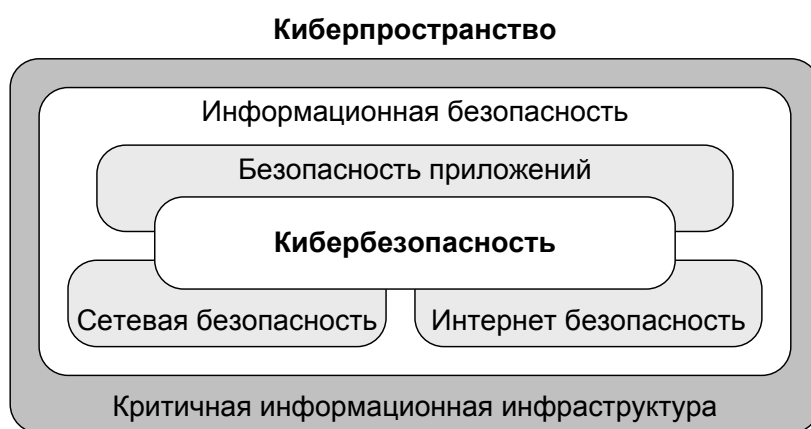 Киберпространство
Информационная безопасность
Безопасность приложений
Кибербезопасность
Сетевая безопасность
Интернет безопасность
Критичная информационная инфраструктура